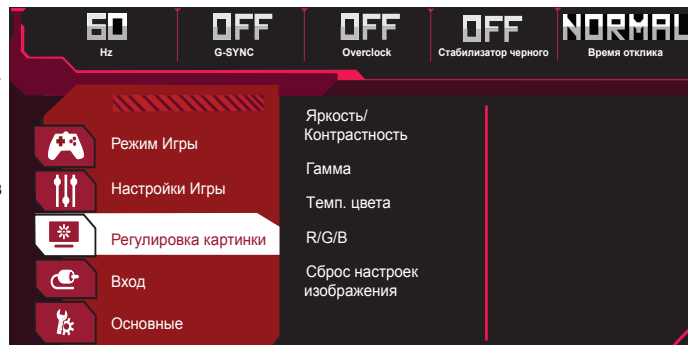 60 OFF OFF OFF NORMAL
Hz G-SYNC Overclock Стабилизатор черного Время отклика
Режим Игры
Настройки Игры
Регулировка картинки
Вход
Основные
Яркость/
Контрастность
Гамма
Темп. цвета
R/G/B
Сброс настроек
изображения